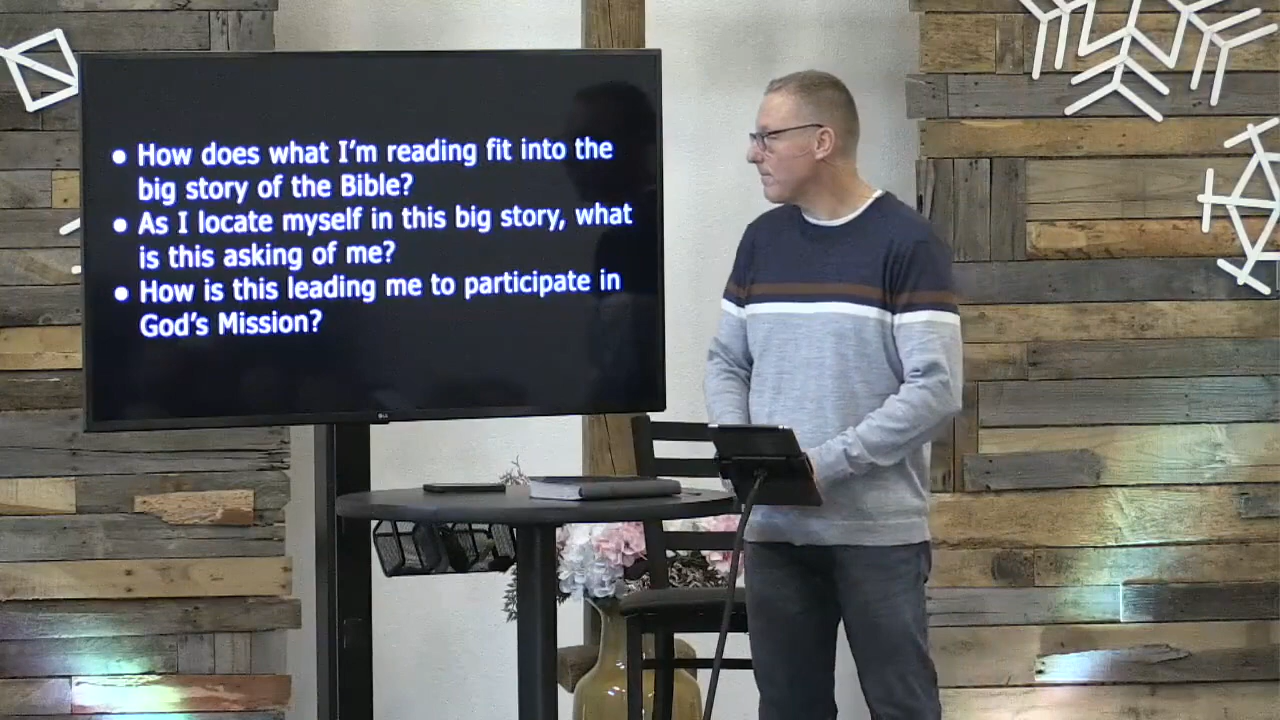 • How does what I'm reading fit into the
big story of the Bible?
• As I locate myself in this big story, what
is this asking of me?
• How is this leading me to participate in
God's Mission?
LG